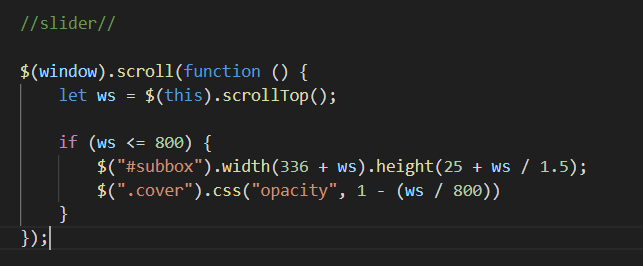 //slider//
$(window).scroll(function () {
let ws = $(this).scrollTop();
if (ws <= 800) {
$("#subbox").width(336 + ws).height(25 + ws / 1.5);
$(".cover").css("opacity", 1 - (ws / 800))
}
});